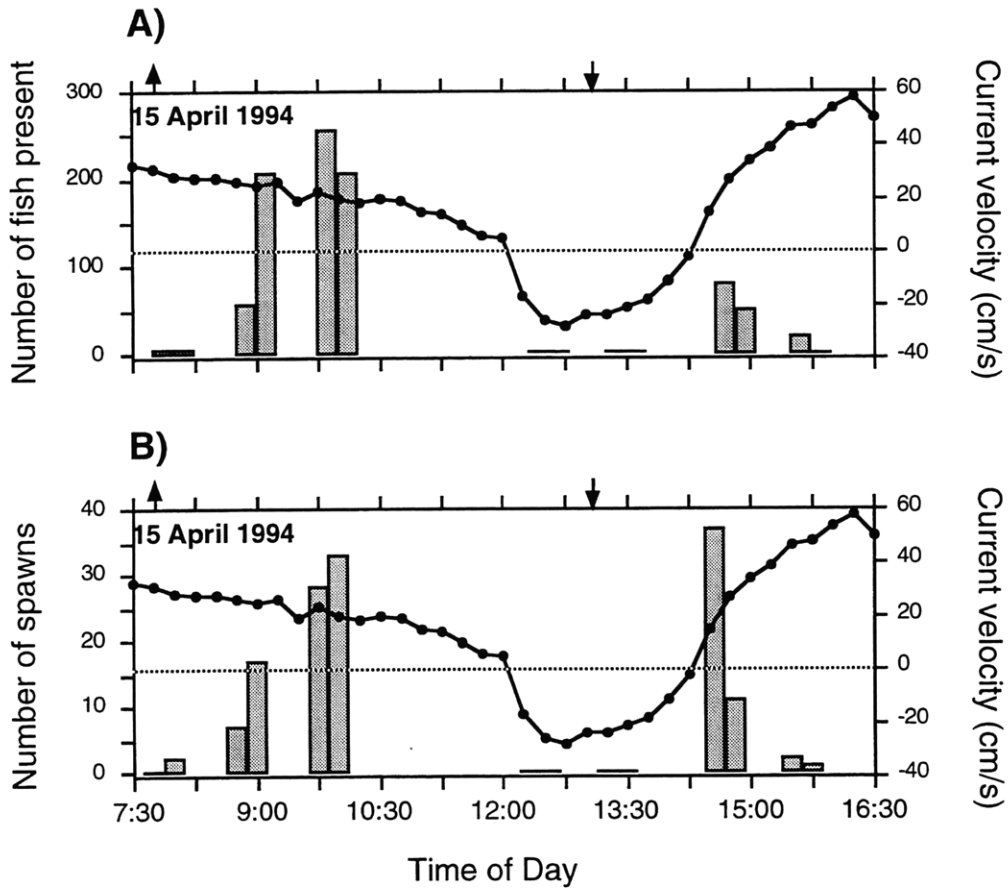 A)
Number of fish present
300
200
100
0
15 April 1994
60
40
20
0
-20
-40
Current velocity (cm/s)
B)
Number of spawns
40
30
20
10
0
15 April 1994
60
40
20
0
-20
-40
Current velocity (cm/s)
7:30 9:00 10:30 12:00 13:30 15:00 16:30
Time of Day